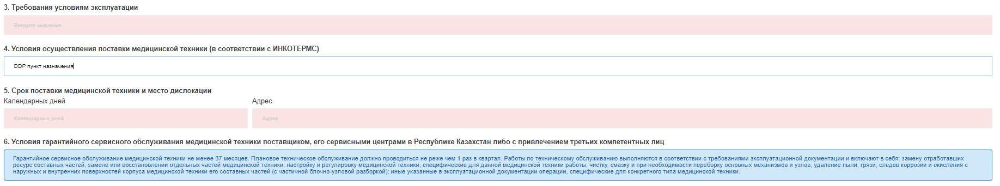 3. Требования условиям эксплуатации
Введите значение
4. Условия осуществления поставки медицинской техники (в соответствии с ИНКОТЕРМС)
DDP пункт назначения
5. Срок поставки медицинской техники и место дислокации
Календарных дней Адрес
Календарных дней Адрес
6. Условия гарантийного сервисного обслуживания медицинской техники поставщиком, его сервисными центрами в Республике Казахстан либо с привлечением третьих компетентных лиц
Гарантийное сервисное обслуживание медицинской техники не менее 37 месяцев. Плановое техническое обслуживание должно проводиться не реже чем 1 раз в квартал. Работы по техническому обслуживанию выполняются в соответствии с требованиями эксплуатационной документации и включают в себя: замену отработавших
ресурс составных частей; замене или восстановлении отдельных частей медицинской техники; настройку и регулировку медицинской техники; специфические для данной медицинской техники работы; чистку, смазку и при необходимости переборку основных механизмов и узлов; удаление пыли, грязи, следов коррозии и окисления с
наружных и внутренних поверхностей корпуса медицинской техники его составных частей (с частичной блочно-узловой разборкой); иные указанные в эксплуатационной документации операции, специфические для конкретного типа медицинской техники.